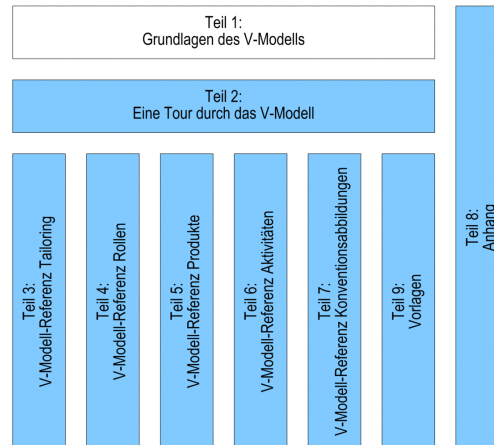 Teil 1:
Grundlagen des V-Modells
Teil 2:
Eine Tour durch das V-Modell
Teil 3:
V-Modell-Referenz Tailoring
Teil 4:
V-Modell-Referenz Rollen
Teil 5:
V-Modell-Referenz Produkte
Teil 6:
V-Modell-Referenz Aktivitäten
Teil 7:
V-Modell-Referenz Konventionsabbildungen
Teil 9:
Vorlagen
Teil 8:
Anhang